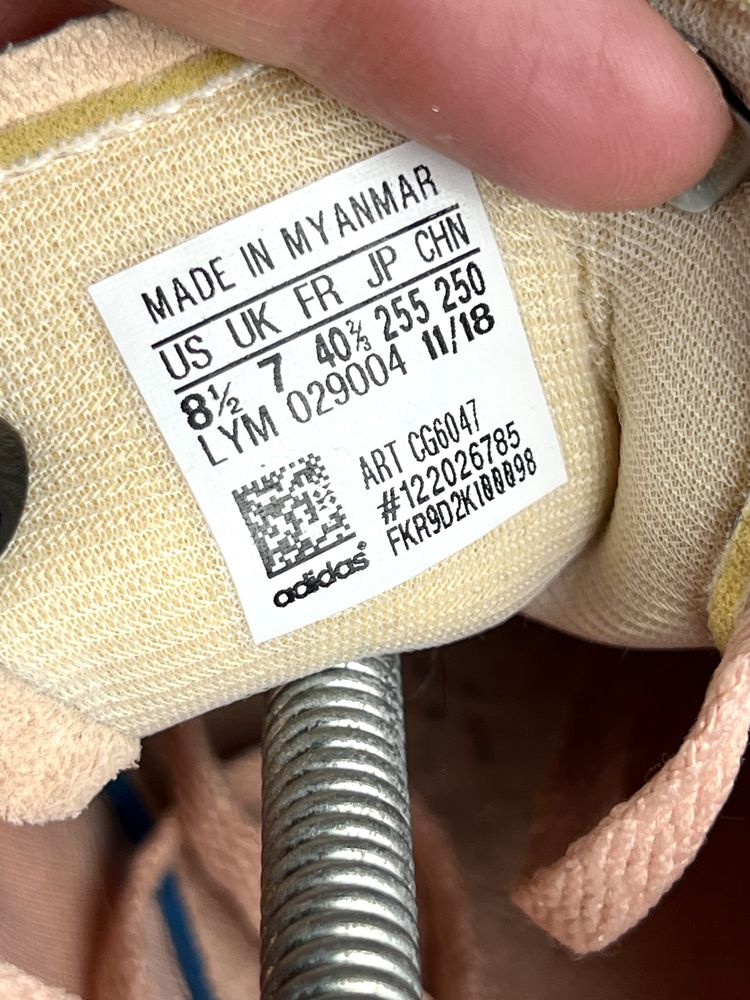 MADE IN MYANMAR
US UK FR JP CHN
8½ 7 40⅔ 255 250
LYM 029004 11/18
ART CG6047
#122026785
FKR9D2K100098
adidas®